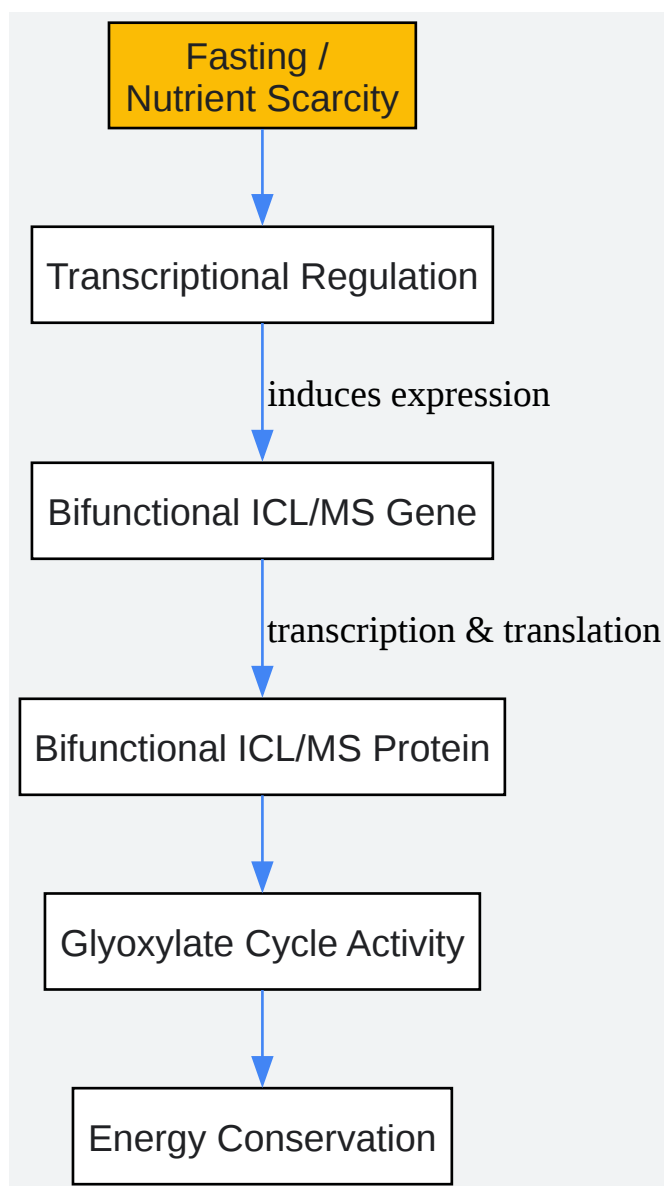 Fasting /
Nutrient Scarcity
Transcriptional Regulation
induces expression
Bifunctional ICL/MS Gene
transcription & translation
Bifunctional ICL/MS Protein
Glyoxylate Cycle Activity
Energy Conservation